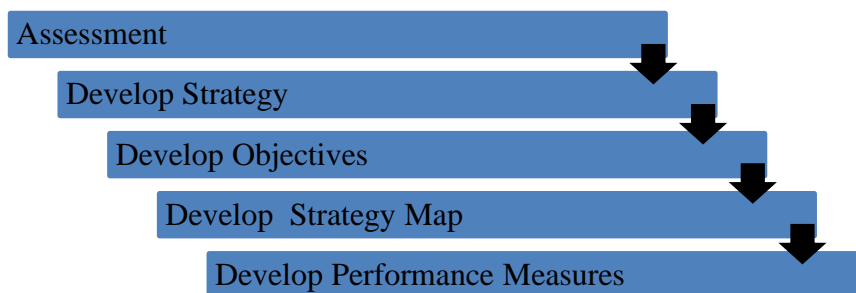 Assessment
Develop Strategy
Develop Objectives
Develop  Strategy Map
Develop Performance Measures